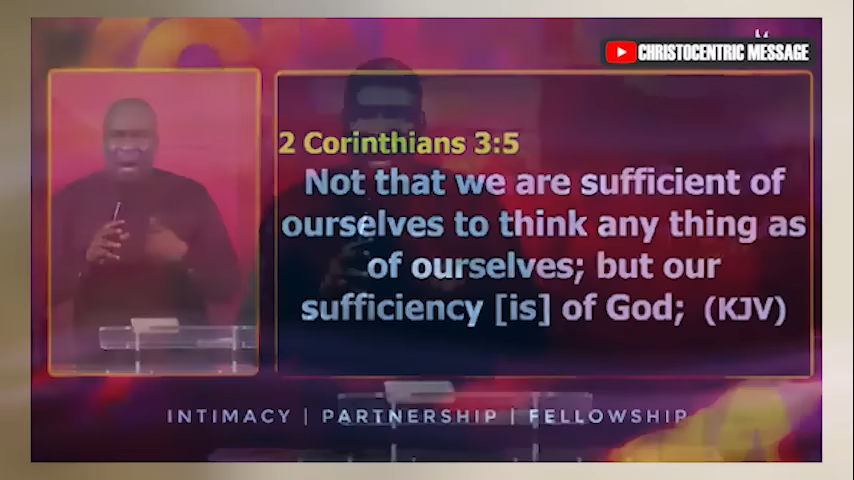 CHRISTOCENTRIC MESSAGE
2 Corinthians 3:5
Not that we are sufficient of
ourselves to think any thing as
of ourselves; but our
sufficiency [is] of God; (KJV)
INTIMACY | PARTNERSHIP | FELLOWSHIP